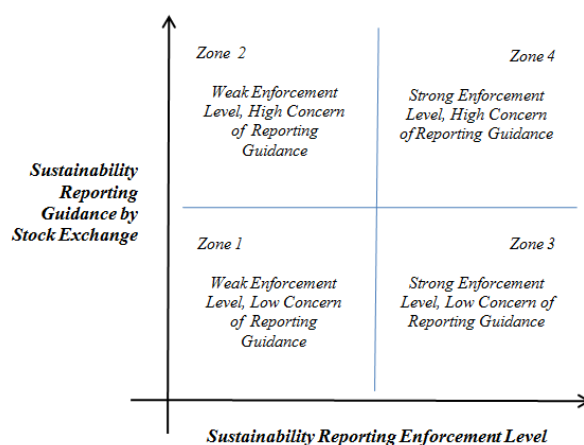 Zone 2
Weak Enforcement
Level, High Concern
of Reporting
Guidance
Zone 4
Strong Enforcement
Level, High Concern
of Reporting Guidance
Sustainability
Reporting
Guidance by
Stock Exchange
Zone 1
Weak Enforcement
Level, Low Concern
of Reporting
Guidance
Zone 3
Strong Enforcement
Level, Low Concern of
Reporting Guidance
Sustainability Reporting Enforcement Level